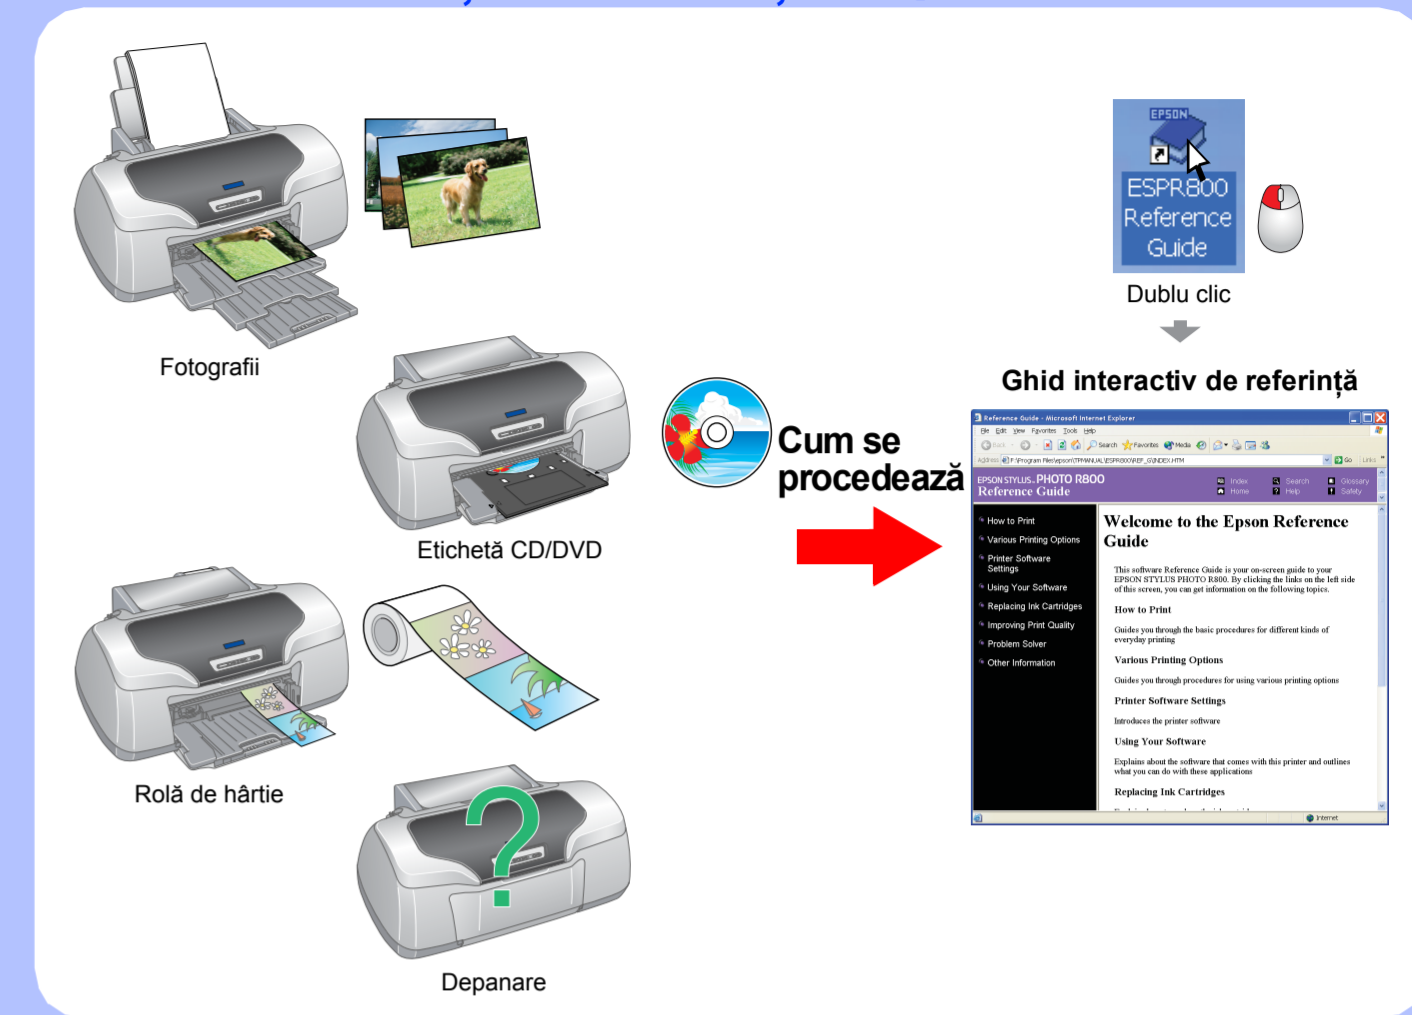 Fotografii
Etichetă CD/DVD
Rolă de hârtie
Depanare
Cum se
procedează
EPSON
ESPR800
Reference
Guide
Dublu clic
Ghid interactiv de referință
Reference Guide - Microsoft Internet Explorer
File Edit View Favorites Tools Help
Back Search Favorites Media
Address F:\Program Files\epson\TPMANUAL\ESPR800\REF_G\INDEX.HTM Go Links
EPSON STYLUS PHOTO R800
Reference Guide
Index Search Glossary
Home Help Safety
How to Print
Various Printing Options
Printer Software
Settings
Using Your Software
Replacing Ink Cartridges
Improving Print Quality
Problem Solver
Other Information
Welcome to the Epson Reference
Guide
This software Reference Guide is your on-screen guide to your
EPSON STYLUS PHOTO R800. By clicking the links on the left side
of this screen, you can get information on the following topics.
How to Print
Guides you through the basic procedures for different kinds of
everyday printing
Various Printing Options
Guides you through procedures for using various printing options
Printer Software Settings
Introduces the printer software
Using Your Software
Explains about the software that comes with this printer and outlines
what you can do with these applications
Replacing Ink Cartridges
Internet